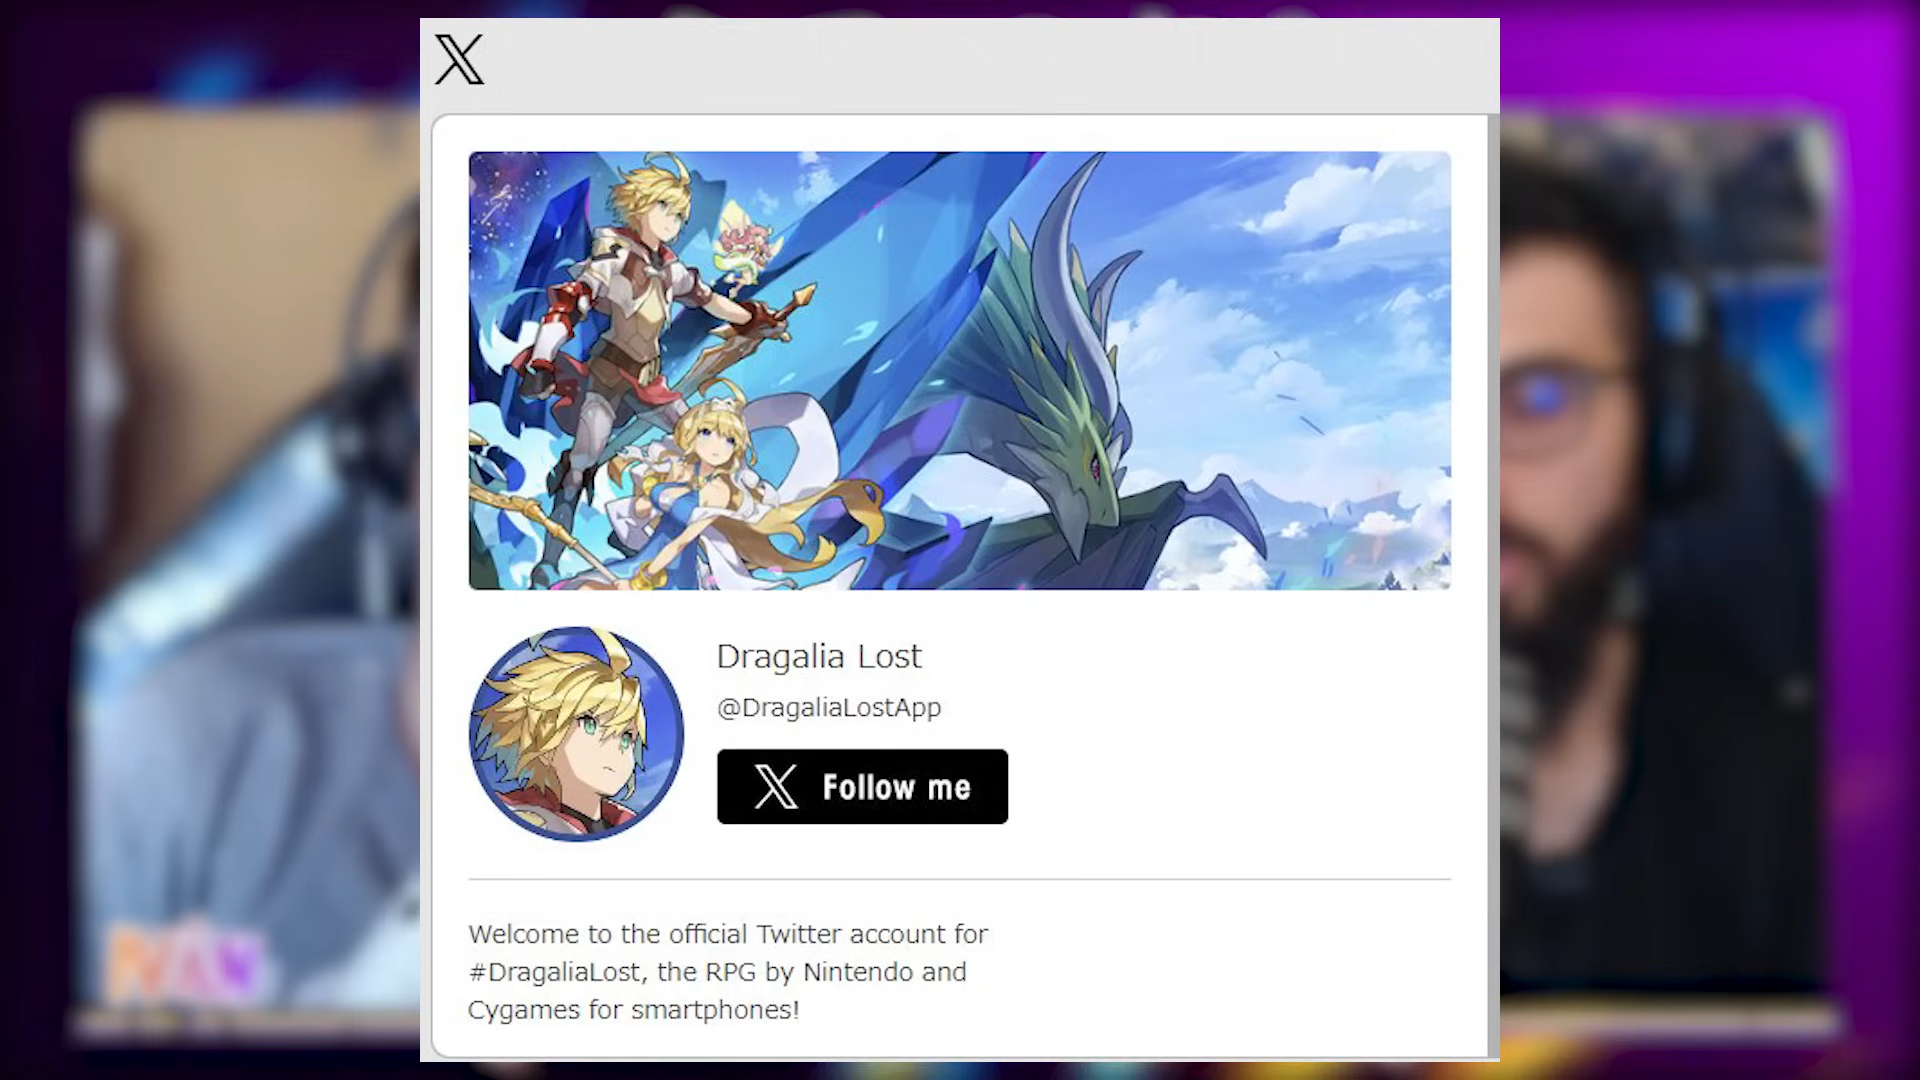 Dragalia Lost
@DragaliaLostApp
Follow me
Welcome to the official Twitter account for
#DragaliaLost, the RPG by Nintendo and
Cygames for smartphones!